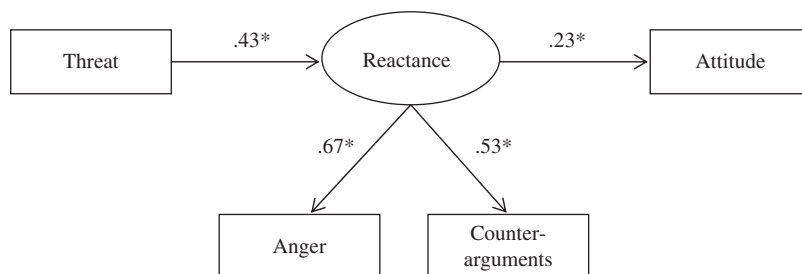 .43*
.23*
Threat
Reactance
Attitude
.67*
.53*
Anger
Counter-
arguments